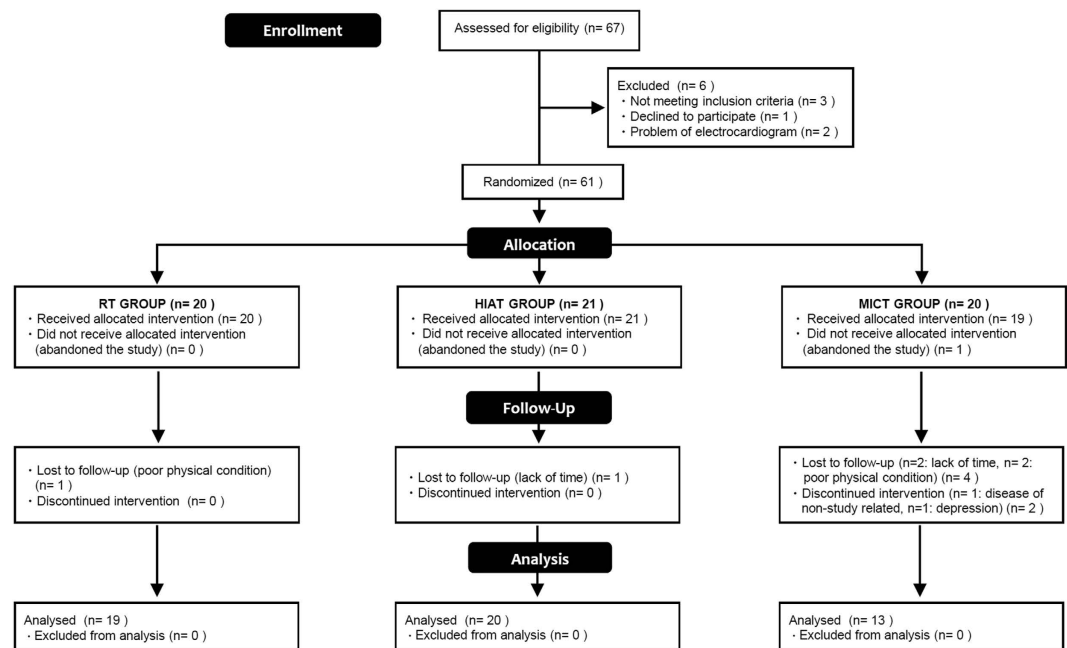 Enrollment
Assessed for eligibility (n= 67)
Excluded (n= 6 )
・Not meeting inclusion criteria (n= 3 )
・Declined to participate (n= 1 )
・Problem of electrocardiogram (n= 2 )
Randomized (n= 61 )
Allocation
RT GROUP (n= 20 )
・Received allocated intervention (n= 20 )
・Did not receive allocated intervention
(abandoned the study) (n= 0 )
HIAT GROUP (n= 21 )
・Received allocated intervention (n= 21 )
・Did not receive allocated intervention
(abandoned the study) (n= 0 )
MICT GROUP (n= 20 )
・Received allocated intervention (n= 19 )
・Did not receive allocated intervention
(abandoned the study) (n= 1 )
Follow-Up
・Lost to follow-up (poor physical condition)
(n= 1 )
・Discontinued intervention (n= 0 )
・Lost to follow-up (lack of time) (n= 1 )
・Discontinued intervention (n= 0 )
・Lost to follow-up (n=2: lack of time, n= 2:
poor physical condition) (n= 4 )
・Discontinued intervention (n= 1: disease of
non-study related, n=1: depression) (n= 2 )
Analysis
Analysed (n= 19 )
・Excluded from analysis (n= 0 )
Analysed (n= 20 )
・Excluded from analysis (n= 0 )
Analysed (n= 13 )
・Excluded from analysis (n= 0 )